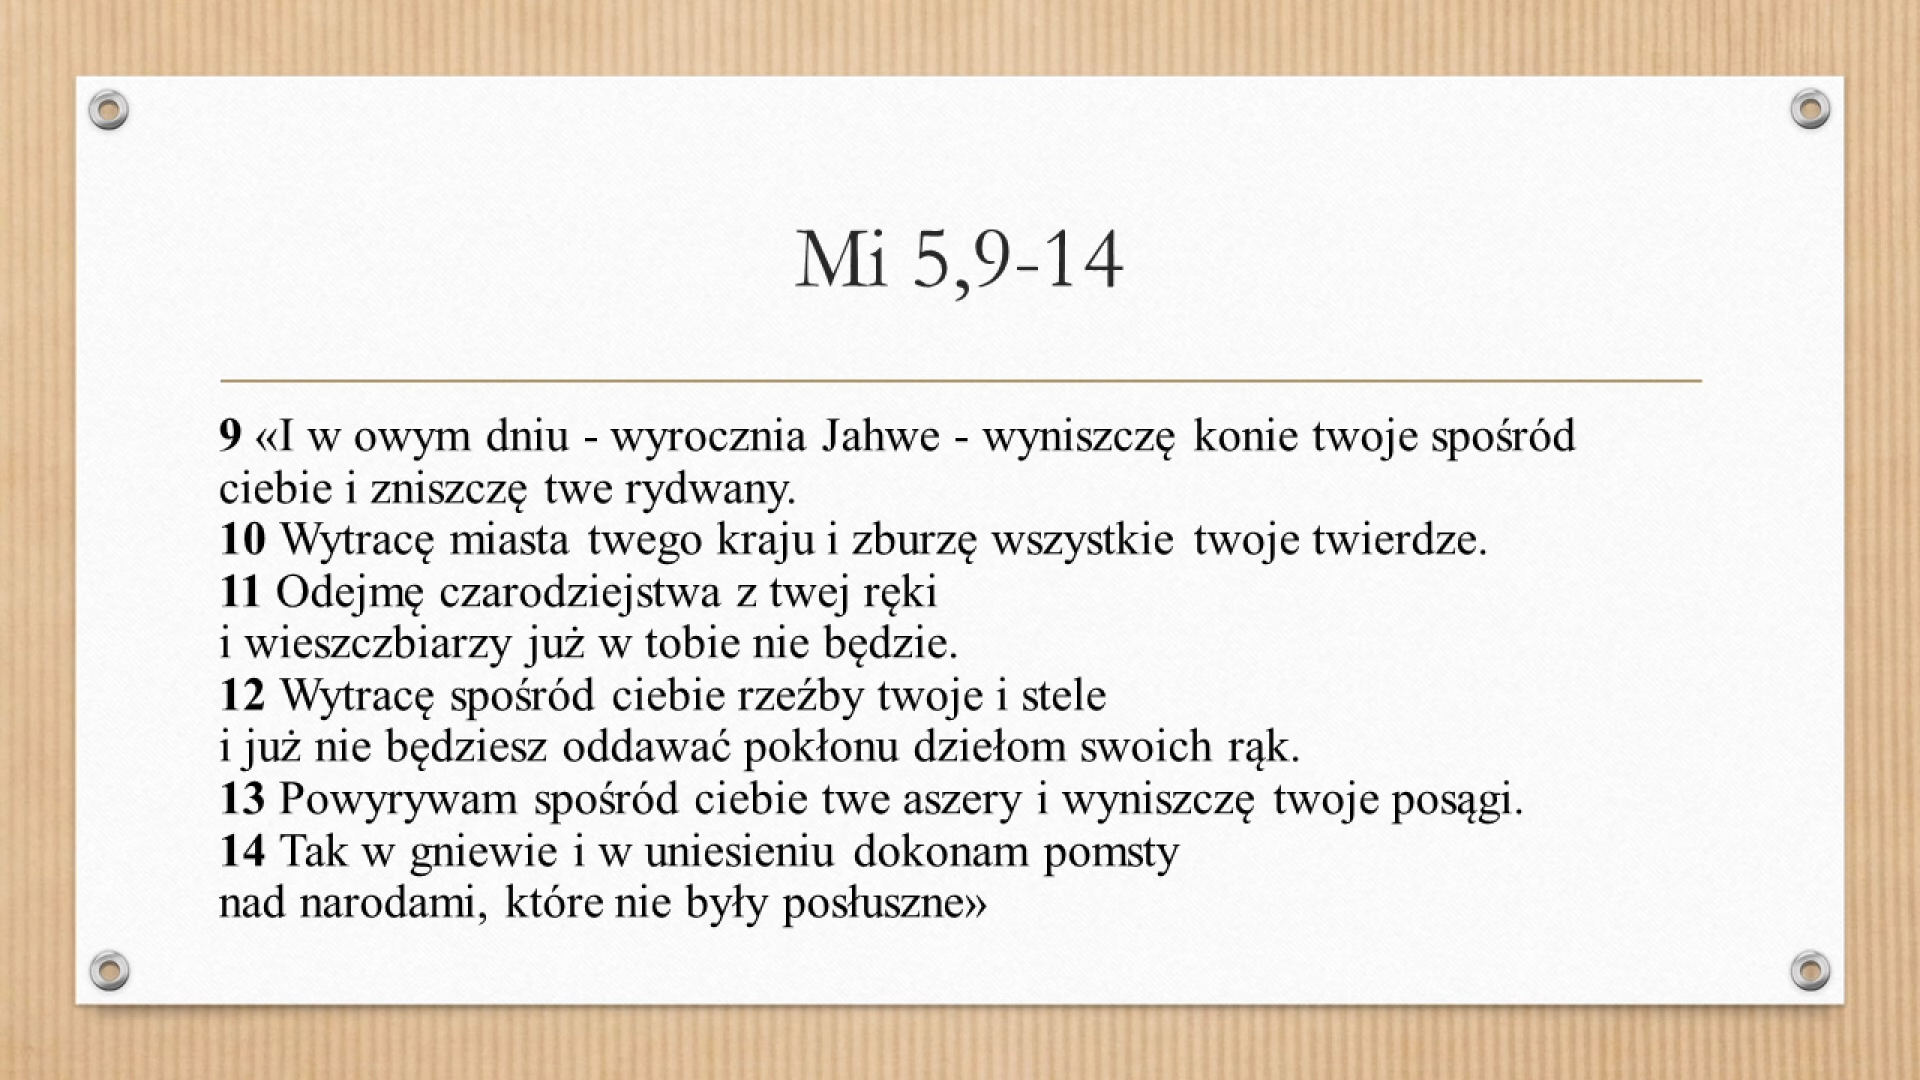 Mi 5,9-14
9 «I w owym dniu - wyrocznia Jahwe - wyniszczę konie twoje spośród
ciebie i zniszczę twe rydwany.
10 Wytracę miasta twego kraju i zburzę wszystkie twoje twierdze.
11 Odejmę czarodziejstwa z twej ręki
i wieszczbiarzy już w tobie nie będzie.
12 Wytracę spośród ciebie rzeźby twoje i stele
i już nie będziesz oddawać pokłonu dziełom swoich rąk.
13 Powyrywam spośród ciebie twe aszery i wyniszczę twoje posągi.
14 Tak w gniewie i w uniesieniu dokonam pomsty
nad narodami, które nie były posłuszne»